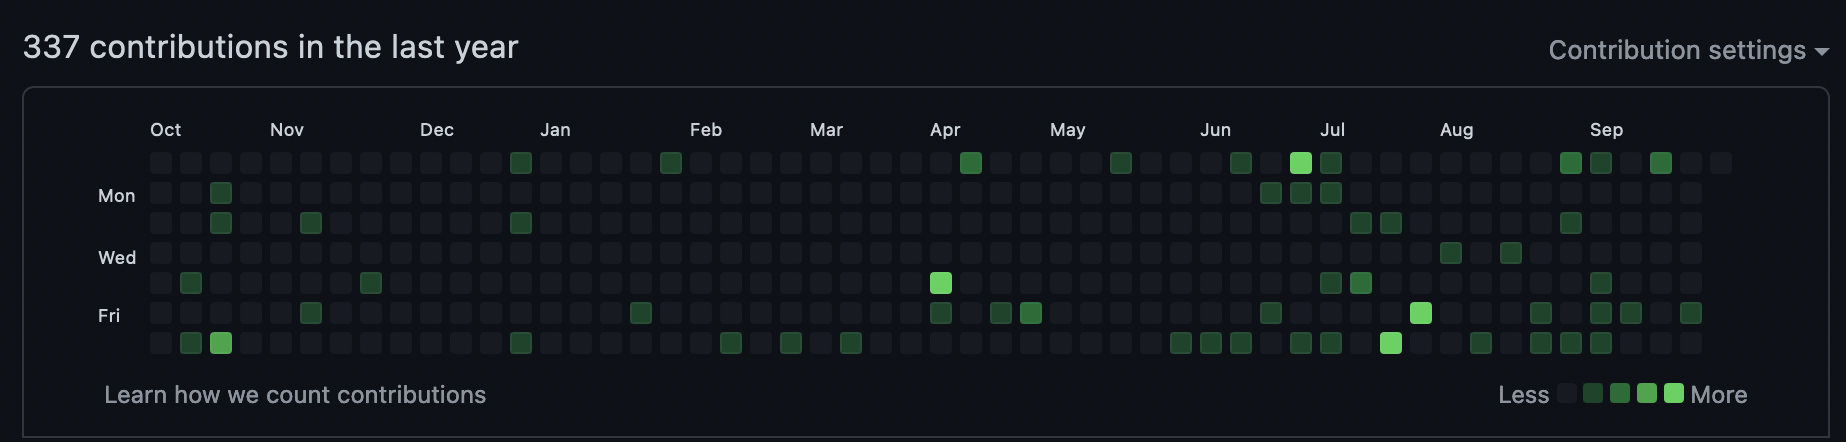 337 contributions in the last year
Contribution settings
Oct Nov Dec Jan Feb Mar Apr May Jun Jul Aug Sep
Mon
Wed
Fri
Learn how we count contributions
Less More